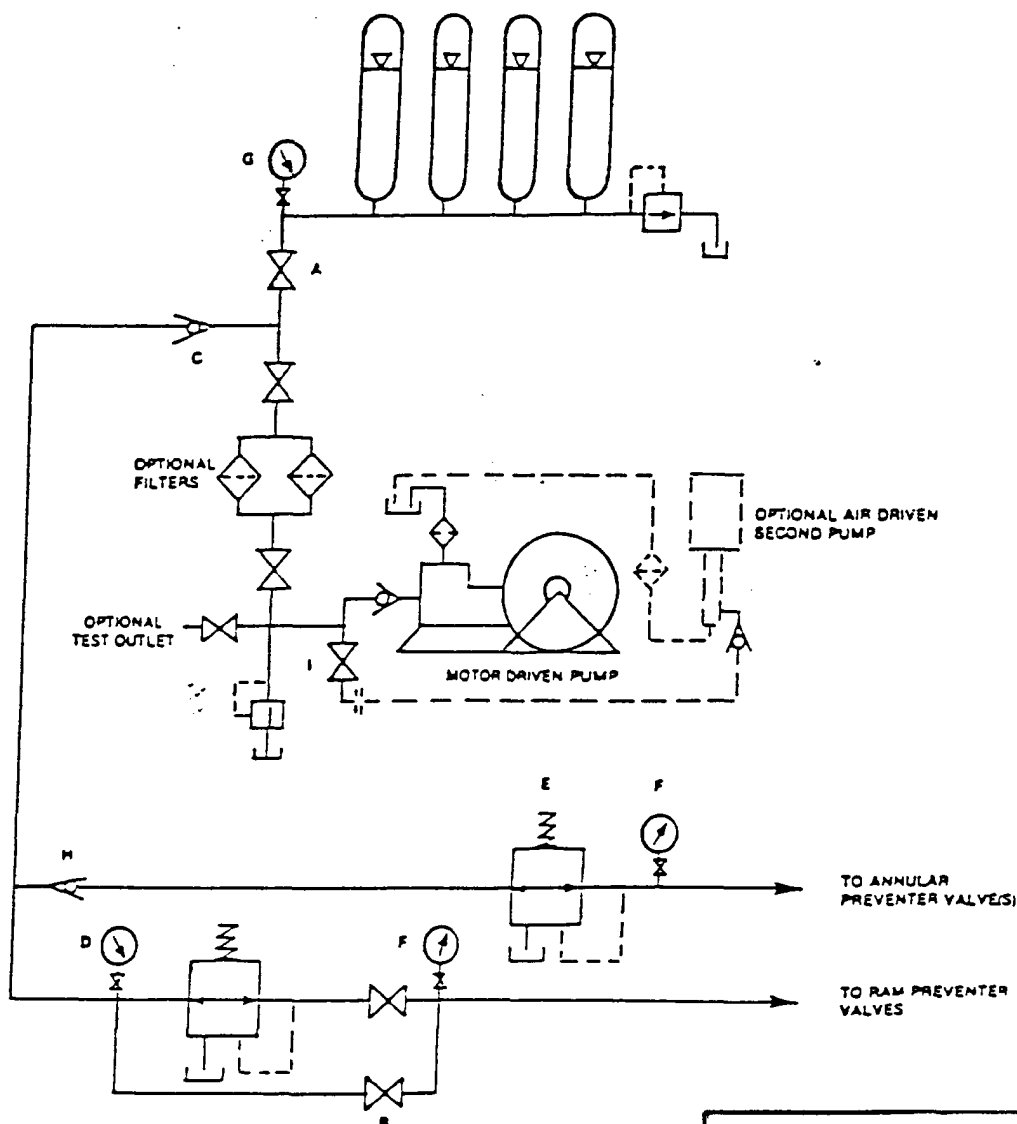 G
A
C
OPTIONAL
FILTERS
OPTIONAL AIR DRIVEN
SECOND PUMP
OPTIONAL
TEST OUTLET
I
MOTOR DRIVEN PUMP
E
F
H
TO ANNULAR
PREVENTER VALVE(S)
D
F
TO RAM PREVENTER
VALVES